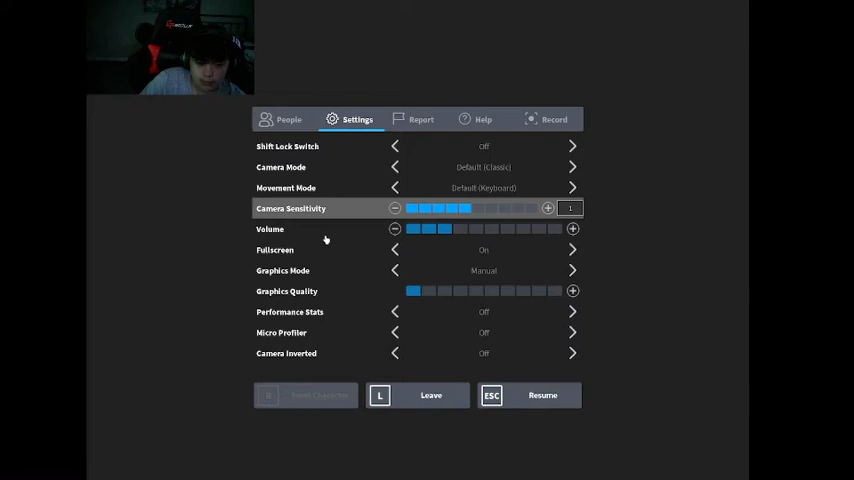 People Settings Report Help Record
Shift Lock Switch Off
Camera Mode Default (Classic)
Movement Mode Default (Keyboard)
Camera Sensitivity 1
Volume
Fullscreen On
Graphics Mode Manual
Graphics Quality
Performance Stats Off
Micro Profiler Off
Camera Inverted Off
R Reset Character L Leave ESC Resume